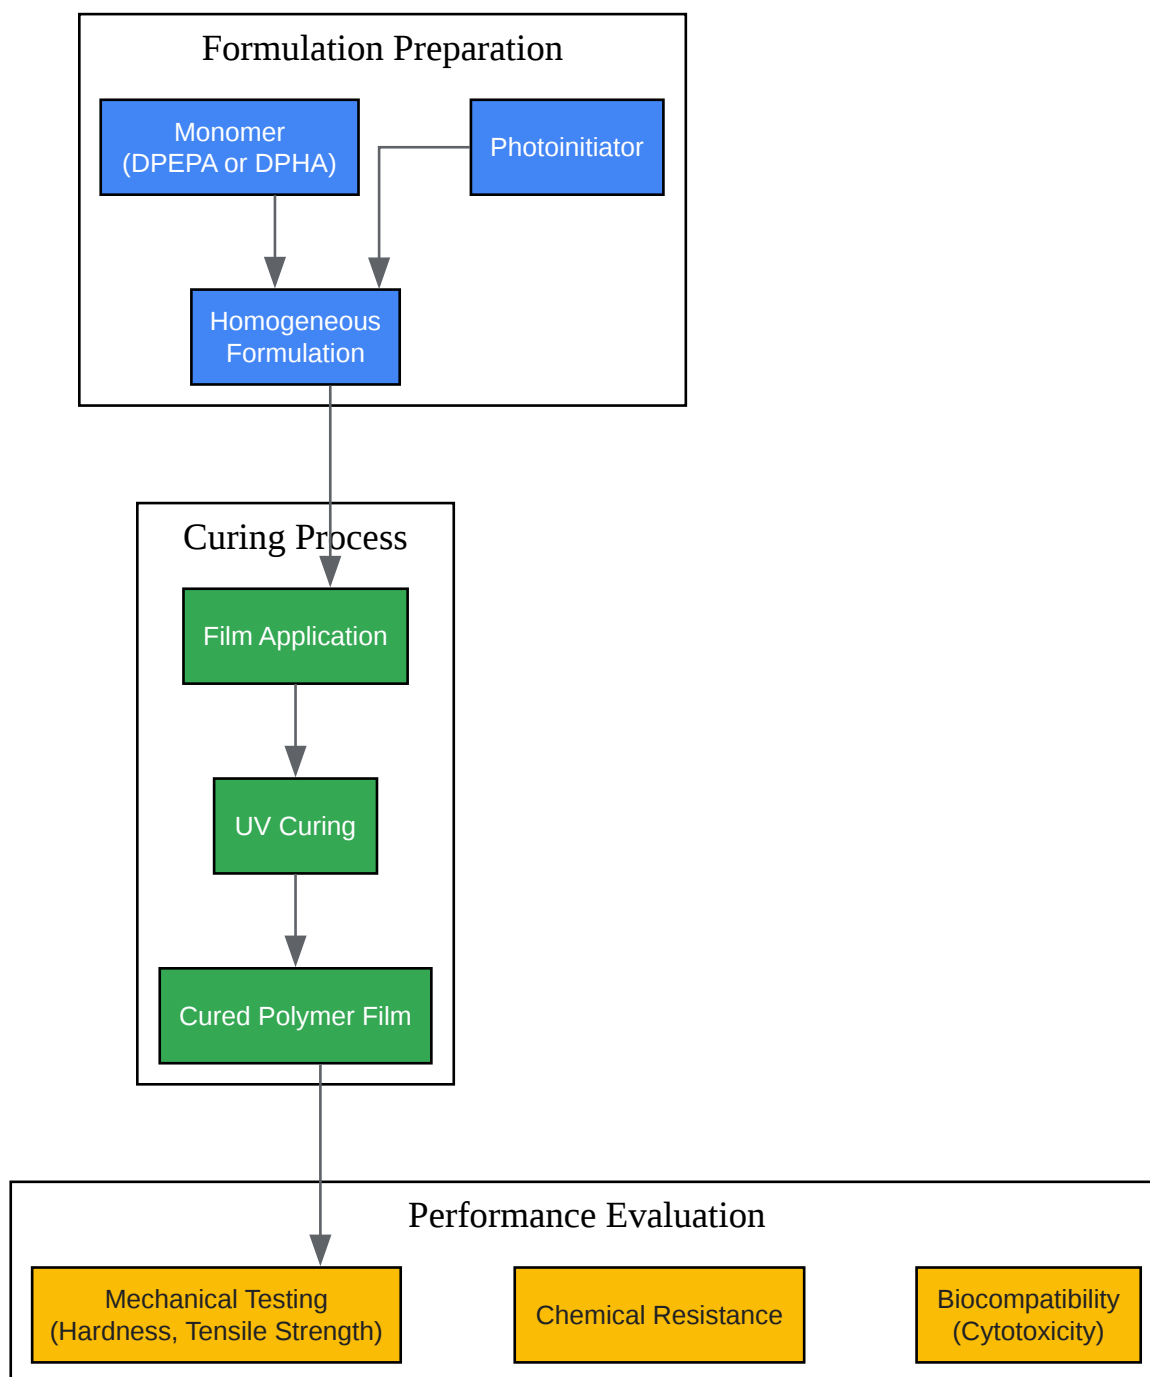 Formulation Preparation
Monomer
(DPEPA or DPHA)
Photoinitiator
Homogeneous
Formulation
Curing Process
Film Application
UV Curing
Cured Polymer Film
Performance Evaluation
Mechanical Testing
(Hardness, Tensile Strength)
Chemical Resistance
Biocompatibility
(Cytotoxicity)